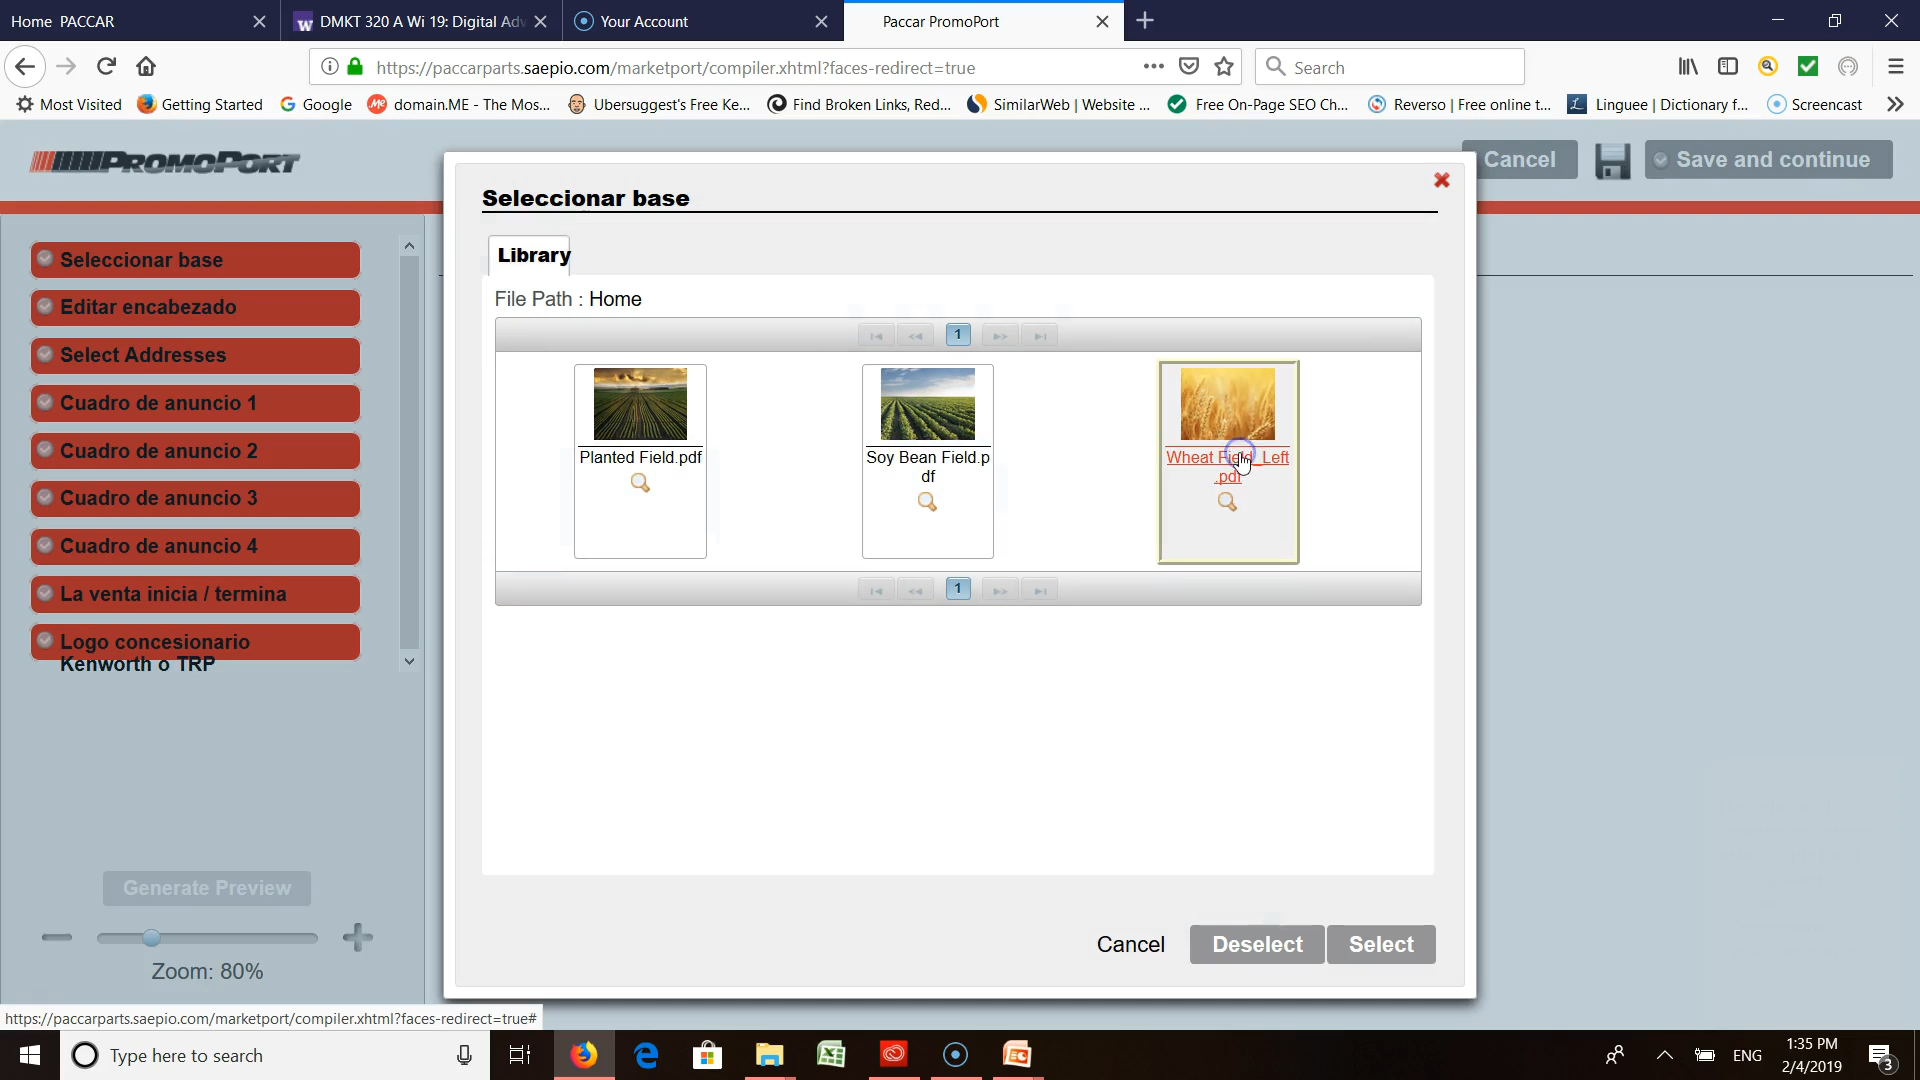 Home PACCAR
DMKT 320 A Wi 19: Digital Adv
Your Account
Paccar PromoPort
https://paccarparts.saepio.com/marketport/compiler.xhtml?faces-redirect=true
Search
Most Visited
Getting Started
Google
domain.ME - The Mos...
Ubersuggest's Free Ke...
Find Broken Links, Red...
SimilarWeb | Website ...
Free On-Page SEO Ch...
Reverso | Free online t...
Linguee | Dictionary f...
Screencast
PROMOPORT
Cancel
Save and continue
Seleccionar base
Editar encabezado
Select Addresses
Cuadro de anuncio 1
Cuadro de anuncio 2
Cuadro de anuncio 3
Cuadro de anuncio 4
La venta inicia / termina
Logo concesionario
Kenworth o TRP
Generate Preview
Zoom: 80%
Seleccionar base
Library
File Path : Home
1
Planted Field.pdf
Soy Bean Field.p
df
Wheat Field_Left
.pdf
1
Cancel
Deselect
Select
https://paccarparts.saepio.com/marketport/compiler.xhtml?faces-redirect=true#
Type here to search
ENG
1:35 PM
2/4/2019
3